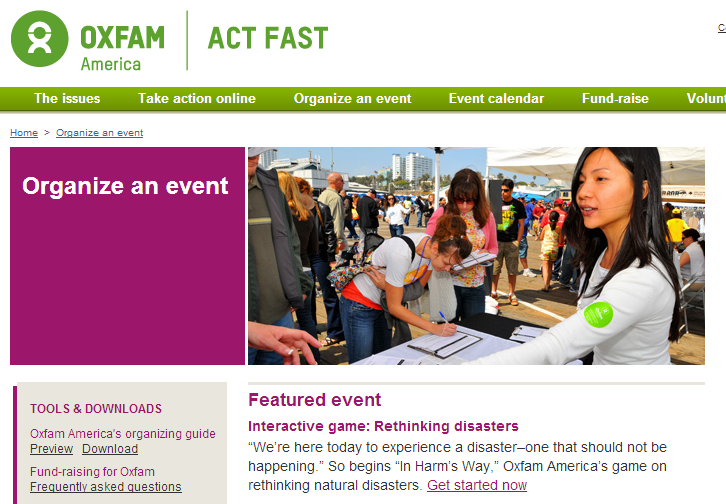 OXFAM
America
ACT FAST
The issues Take action online Organize an event Event calendar Fund-raise Volunt
Home > Organize an event
Organize an event
TOOLS & DOWNLOADS
Oxfam America's organizing guide
Preview Download
Fund-raising for Oxfam
Frequently asked questions
Featured event
Interactive game: Rethinking disasters
“We’re here today to experience a disaster–one that should not be
happening.” So begins “In Harm’s Way,” Oxfam America’s game on
rethinking natural disasters. Get started now